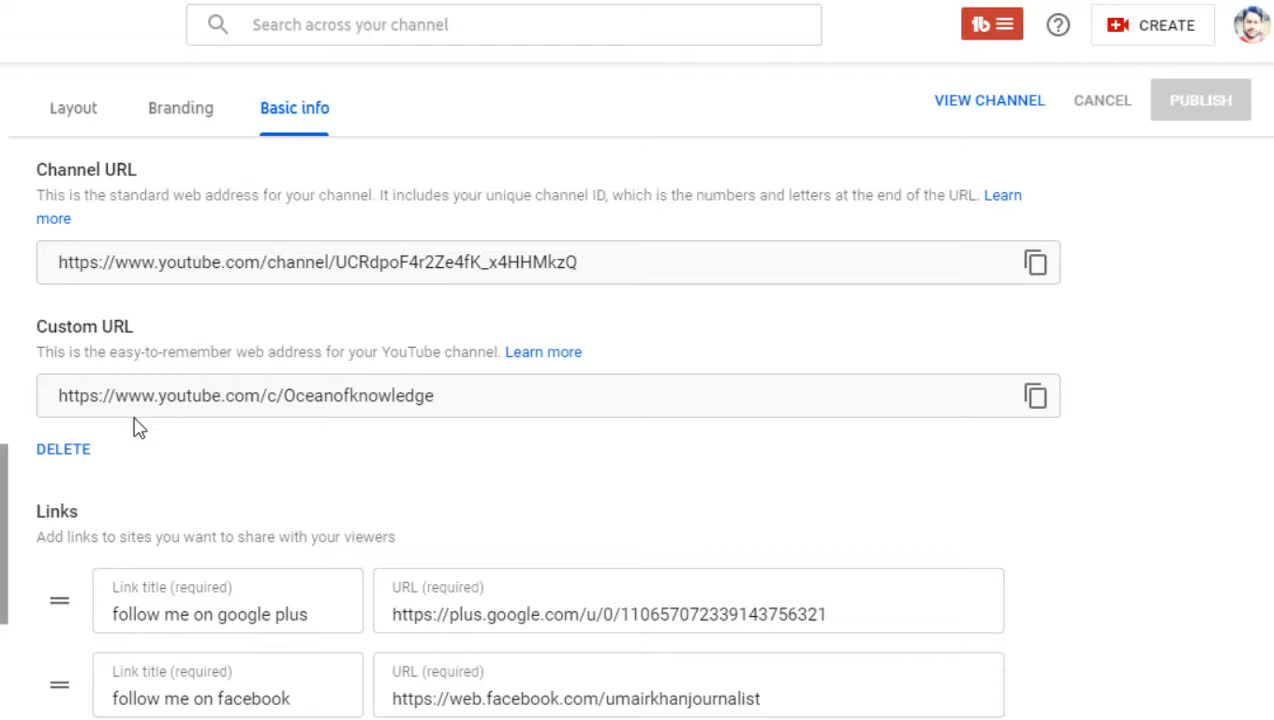 Search across your channel
tb
CREATE
Layout
Branding
Basic info
VIEW CHANNEL
CANCEL
PUBLISH
Channel URL
This is the standard web address for your channel. It includes your unique channel ID, which is the numbers and letters at the end of the URL. Learn
more
https://www.youtube.com/channel/UCRdpoF4r2Ze4fK_x4HHMkzQ
Custom URL
This is the easy-to-remember web address for your YouTube channel. Learn more
https://www.youtube.com/c/Oceanofknowledge
DELETE
Links
Add links to sites you want to share with your viewers
Link title (required)
follow me on google plus
URL (required)
https://plus.google.com/u/0/110657072339143756321
Link title (required)
follow me on facebook
URL (required)
https://web.facebook.com/umairkhanjournalist